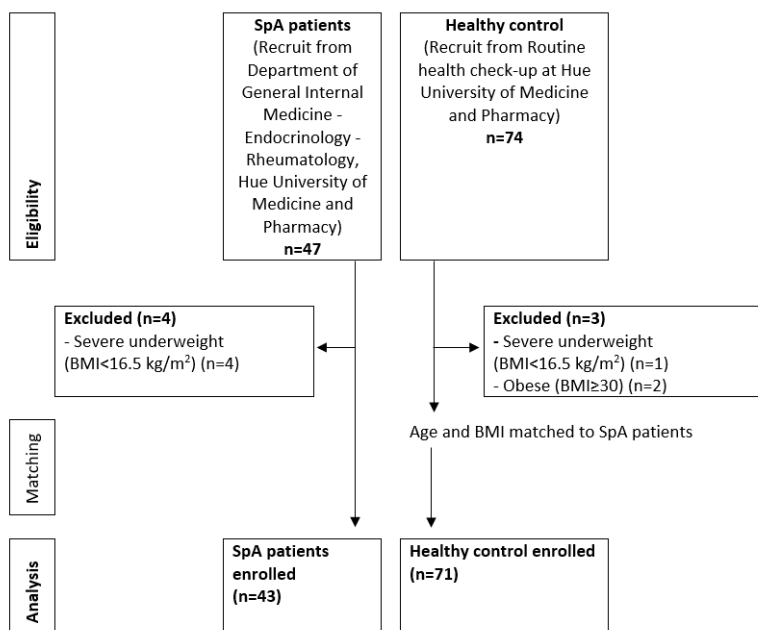 Eligibility
SpA patients
(Recruit from
Department of
General Internal
Medicine -
Endocrinology -
Rheumatology,
Hue University of
Medicine and
Pharmacy)
n=47
Healthy control
(Recruit from Routine
health check-up at Hue
University of Medicine
and Pharmacy)
n=74
Excluded (n=4)
- Severe underweight
(BMI<16.5 kg/m²) (n=4)
Excluded (n=3)
- Severe underweight
(BMI<16.5 kg/m²) (n=1)
- Obese (BMI≥30) (n=2)
Matching
Age and BMI matched to SpA patients
Analysis
SpA patients
enrolled
(n=43)
Healthy control enrolled
(n=71)